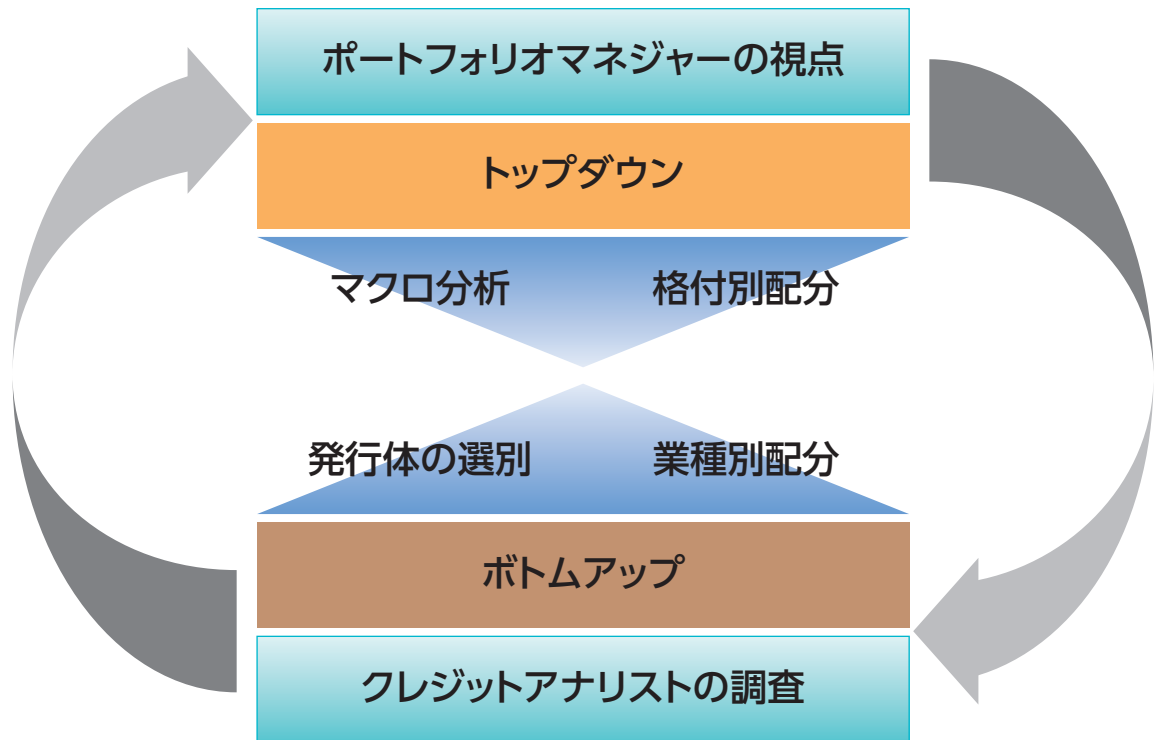 ポートフォリオマネジャーの視点
トップダウン
マクロ分析
格付別配分
発行体の選別
業種別配分
ボトムアップ
クレジットアナリストの調査